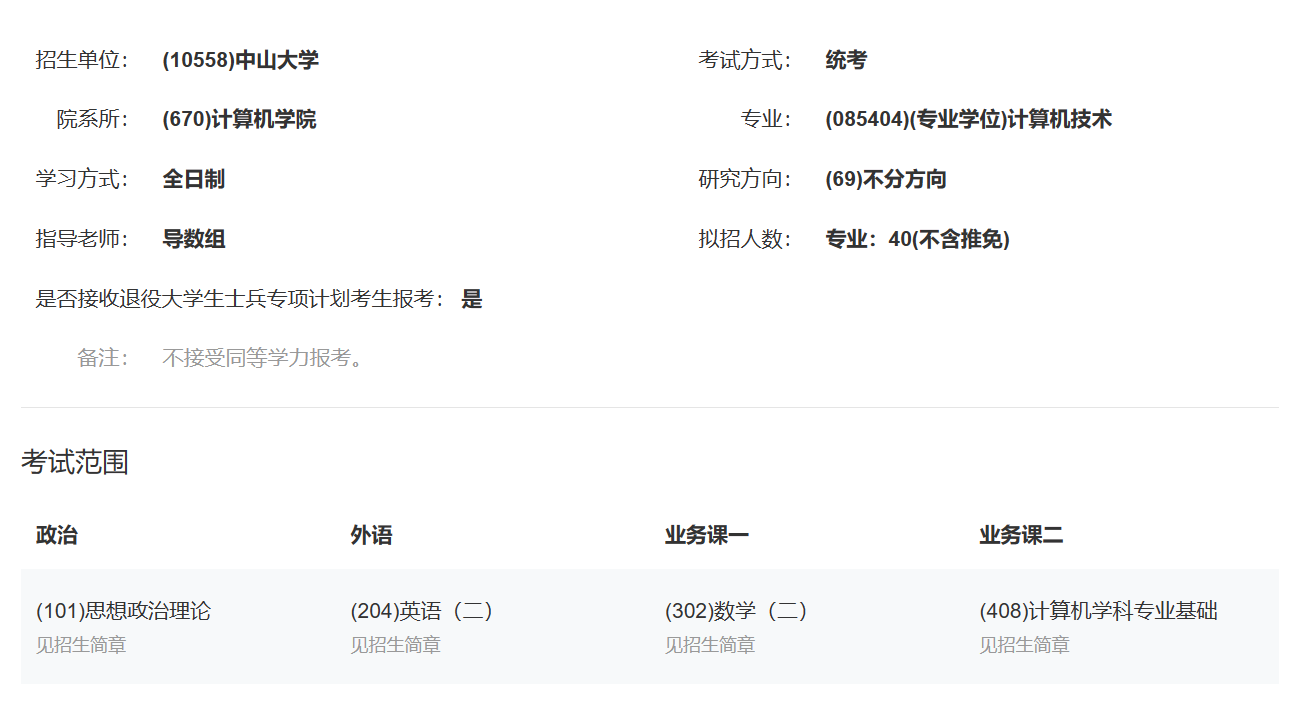 招生单位： (10558)中山大学 考试方式： 统考
院系所： (670)计算机学院 专业： (085404)(专业学位)计算机技术
学习方式： 全日制 研究方向： (69)不分方向
指导老师： 导数组 拟招人数： 专业：40(不含推免)
是否接收退役大学生士兵专项计划考生报考： 是
备注： 不接受同等学力报考。
考试范围
政治 外语 业务课一 业务课二
(101)思想政治理论 (204)英语（二） (302)数学（二） (408)计算机学科专业基础
见招生简章 见招生简章 见招生简章 见招生简章